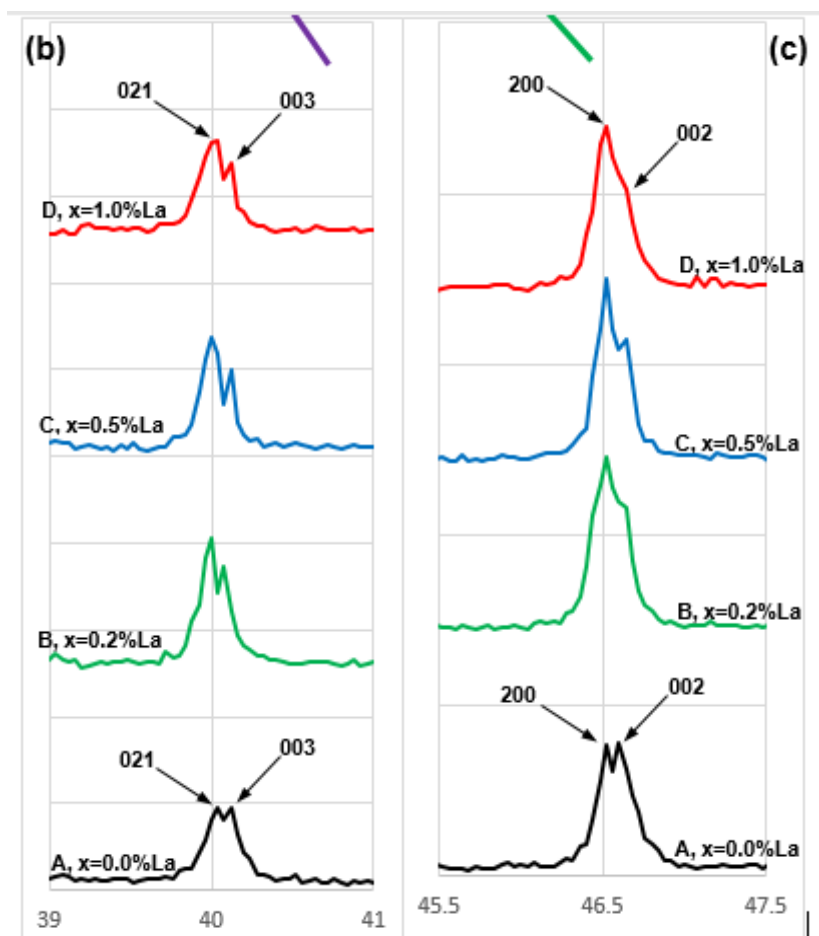 (b)
021
003
D, x=1.0%La
C, x=0.5%La
B, x=0.2%La
021
003
A, x=0.0%La
39
40
41
(c)
200
002
D, x=1.0%La
C, x=0.5%La
B, x=0.2%La
200
002
A, x=0.0%La
45.5
46.5
47.5